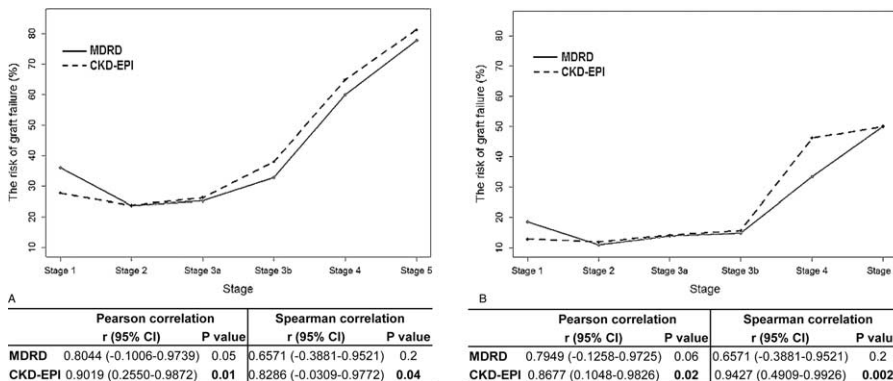 The risk of graft failure (%)
80
70
60
50
40
30
20
10
MDRD
CKD-EPI
Stage 1 Stage 2 Stage 3a Stage 3b Stage 4 Stage 5
Stage
A
Pearson correlation Spearman correlation
r (95% CI) P value r (95% CI) P value
MDRD 0.8044 (-0.1006-0.9739) 0.05 0.6571 (-0.3881-0.9521) 0.2
CKD-EPI 0.9019 (0.2550-0.9872) 0.01 0.8286 (-0.0309-0.9772) 0.04
The risk of graft failure (%)
80
70
60
50
40
30
20
10
MDRD
CKD-EPI
Stage 1 Stage 2 Stage 3a Stage 3b Stage 4 Stage
Stage
B
Pearson correlation Spearman correlation
r (95% CI) P value r (95% CI) P value
MDRD 0.7949 (-0.1258-0.9725) 0.06 0.6571 (-0.3881-0.9521) 0.2
CKD-EPI 0.8677 (0.1048-0.9826) 0.02 0.9427 (0.4909-0.9926) 0.002